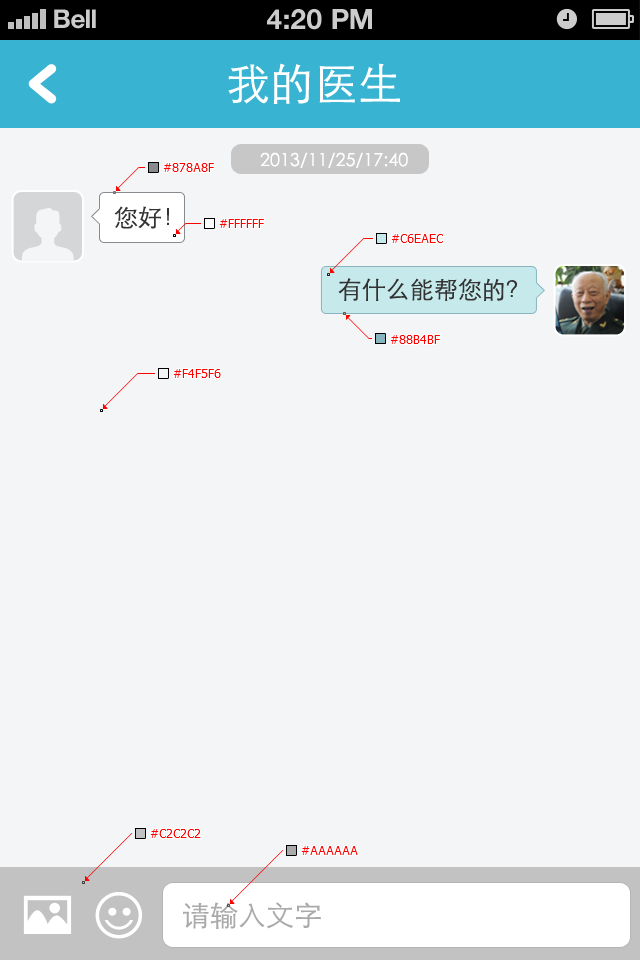 Bell
4:20 PM
我的医生
2013/11/25/17:40
#878A8F
您好!
#FFFFFF
#C6EAEC
有什么能帮您的?
#88B4BF
#F4F5F6
#C2C2C2
#AAAAAA
请输入文字